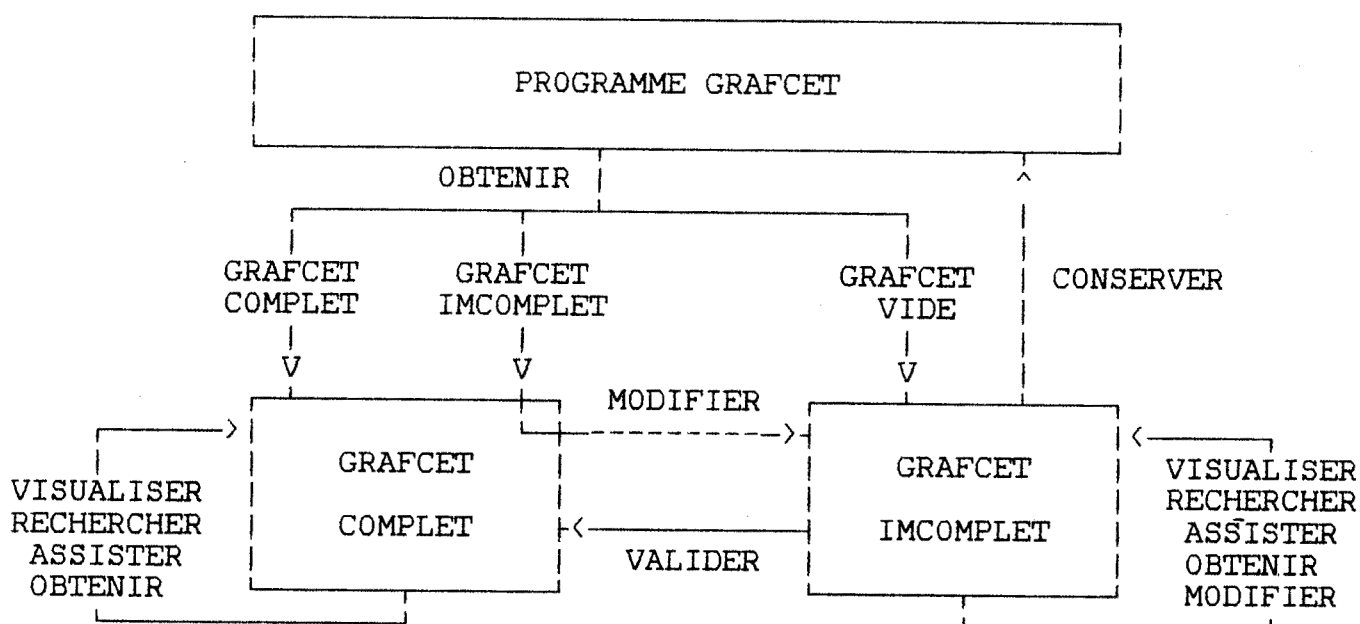 PROGRAMME GRAFCET
OBTENIR
GRAFCET
COMPLET
GRAFCET
IMCOMPLET
GRAFCET
VIDE
CONSERVER
MODIFIER
GRAFCET
COMPLET
GRAFCET
IMCOMPLET
VALIDER
VISUALISER
RECHERCHER
ASSISTER
OBTENIR
VISUALISER
RECHERCHER
ASSISTER
OBTENIR
MODIFIER